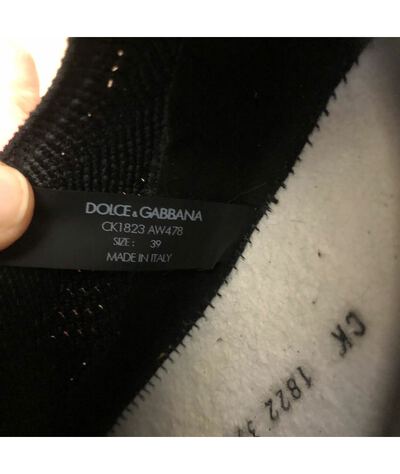 DOLCE & GABBANA
CK1823 AW478
SIZE: 39
MADE IN ITALY
CK 1822